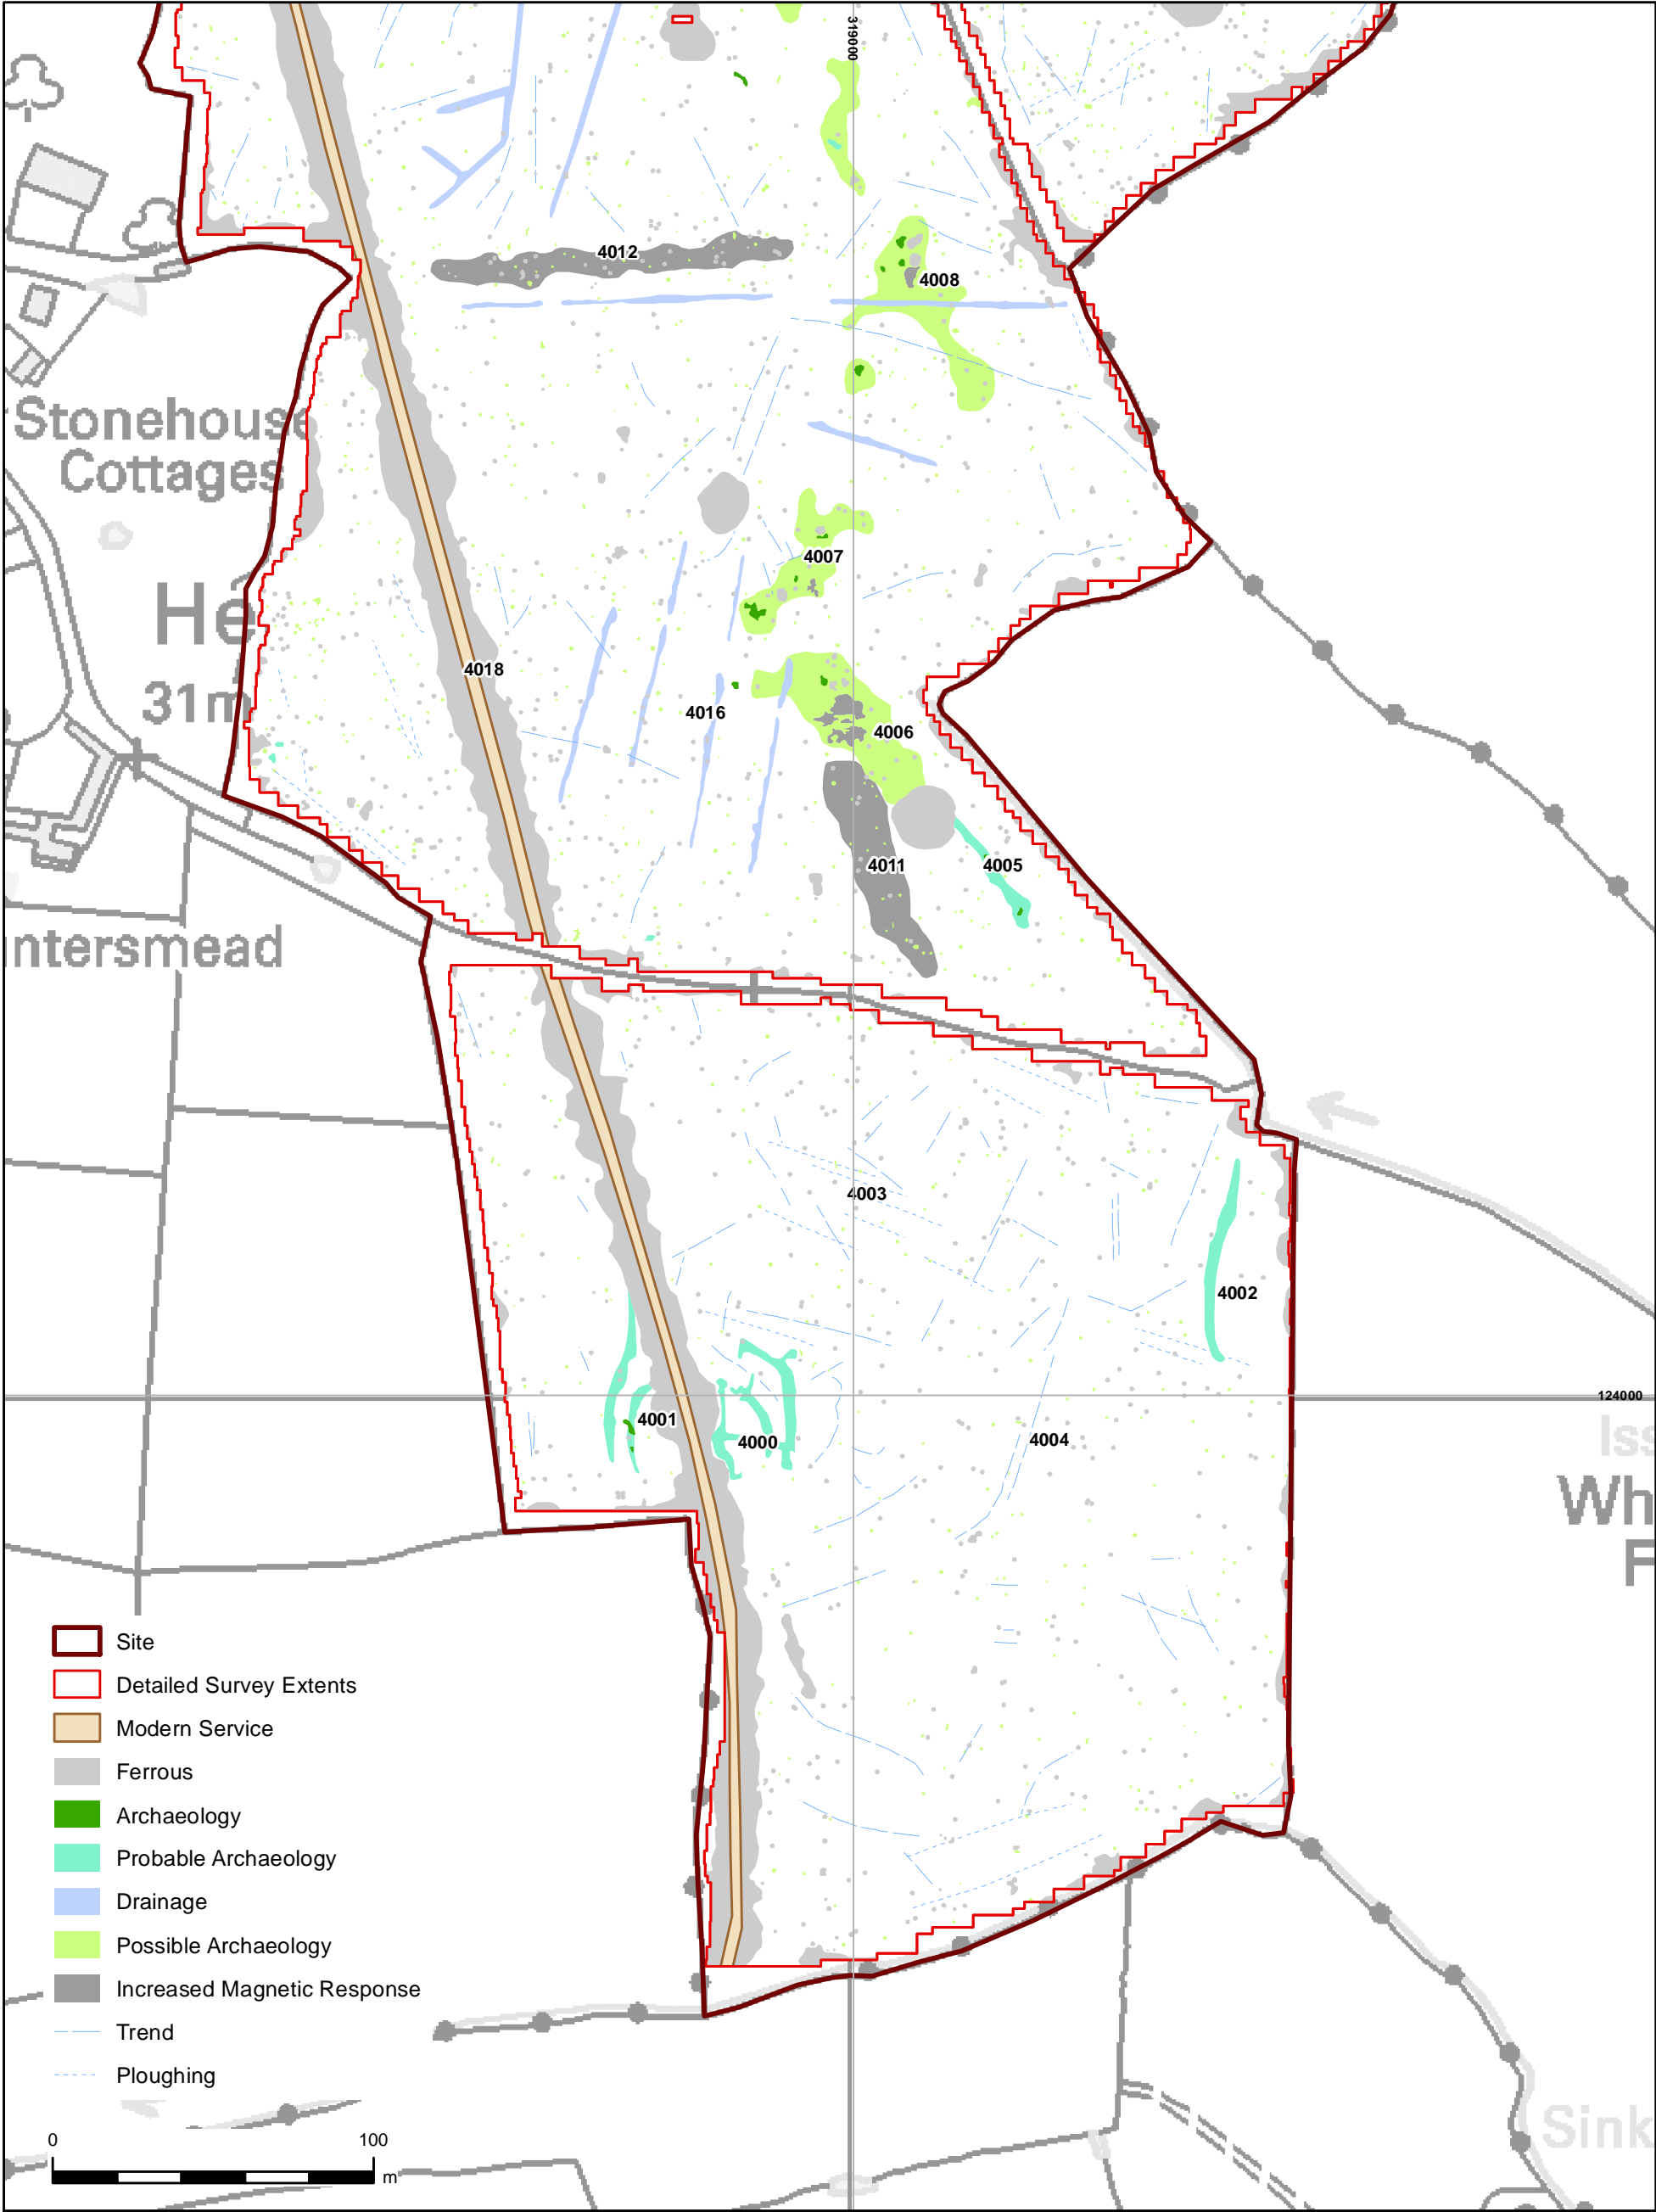 319000
4012
4008
Stonehouse
Cottages
4007
He
31m
4018
4016
4006
4011
4005
ntersmead
4003
4002
4001
4000
4004
124000
Iss
Wh
F
Site
Detailed Survey Extents
Modern Service
Ferrous
Archaeology
Probable Archaeology
Drainage
Possible Archaeology
Increased Magnetic Response
Trend
Ploughing
0 100
m
Sink